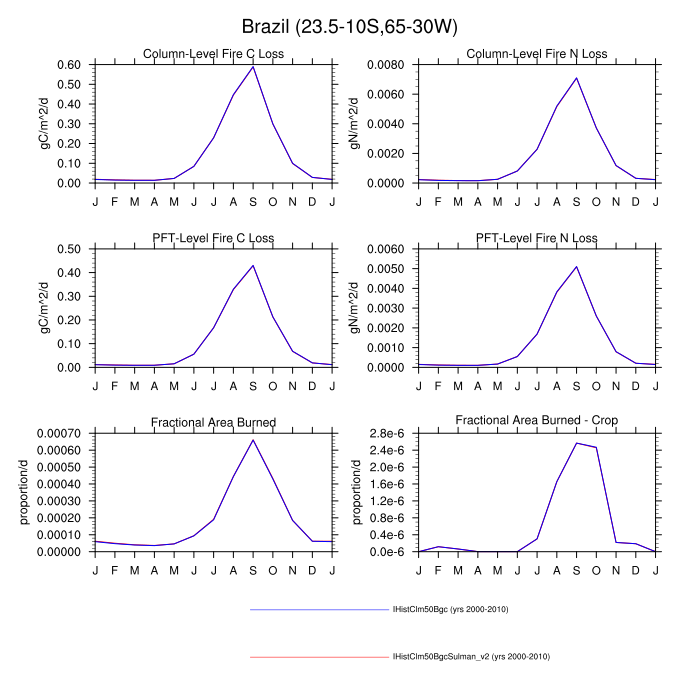 Brazil (23.5-10S,65-30W)
Column-Level Fire C Loss
Column-Level Fire N Loss
0.60
0.50
0.40
0.30
0.20
0.10
0.00
gC/m^2/d
J F M A M J J A S O N D J
0.0080
0.0060
0.0040
0.0020
0.0000
gN/m^2/d
J F M A M J J A S O N D J
PFT-Level Fire C Loss
PFT-Level Fire N Loss
0.50
0.40
0.30
0.20
0.10
0.00
gC/m^2/d
J F M A M J J A S O N D J
0.0060
0.0050
0.0040
0.0030
0.0020
0.0010
0.0000
gN/m^2/d
J F M A M J J A S O N D J
Fractional Area Burned
Fractional Area Burned - Crop
0.00070
0.00060
0.00050
0.00040
0.00030
0.00020
0.00010
0.00000
proportion/d
J F M A M J J A S O N D J
2.8e-6
2.4e-6
2.0e-6
1.6e-6
1.2e-6
0.8e-6
0.4e-6
0.0e-6
proportion/d
J F M A M J J A S O N D J
IHistClm50Bgc (yrs 2000-2010)
IHistClm50BgcSulman_v2 (yrs 2000-2010)